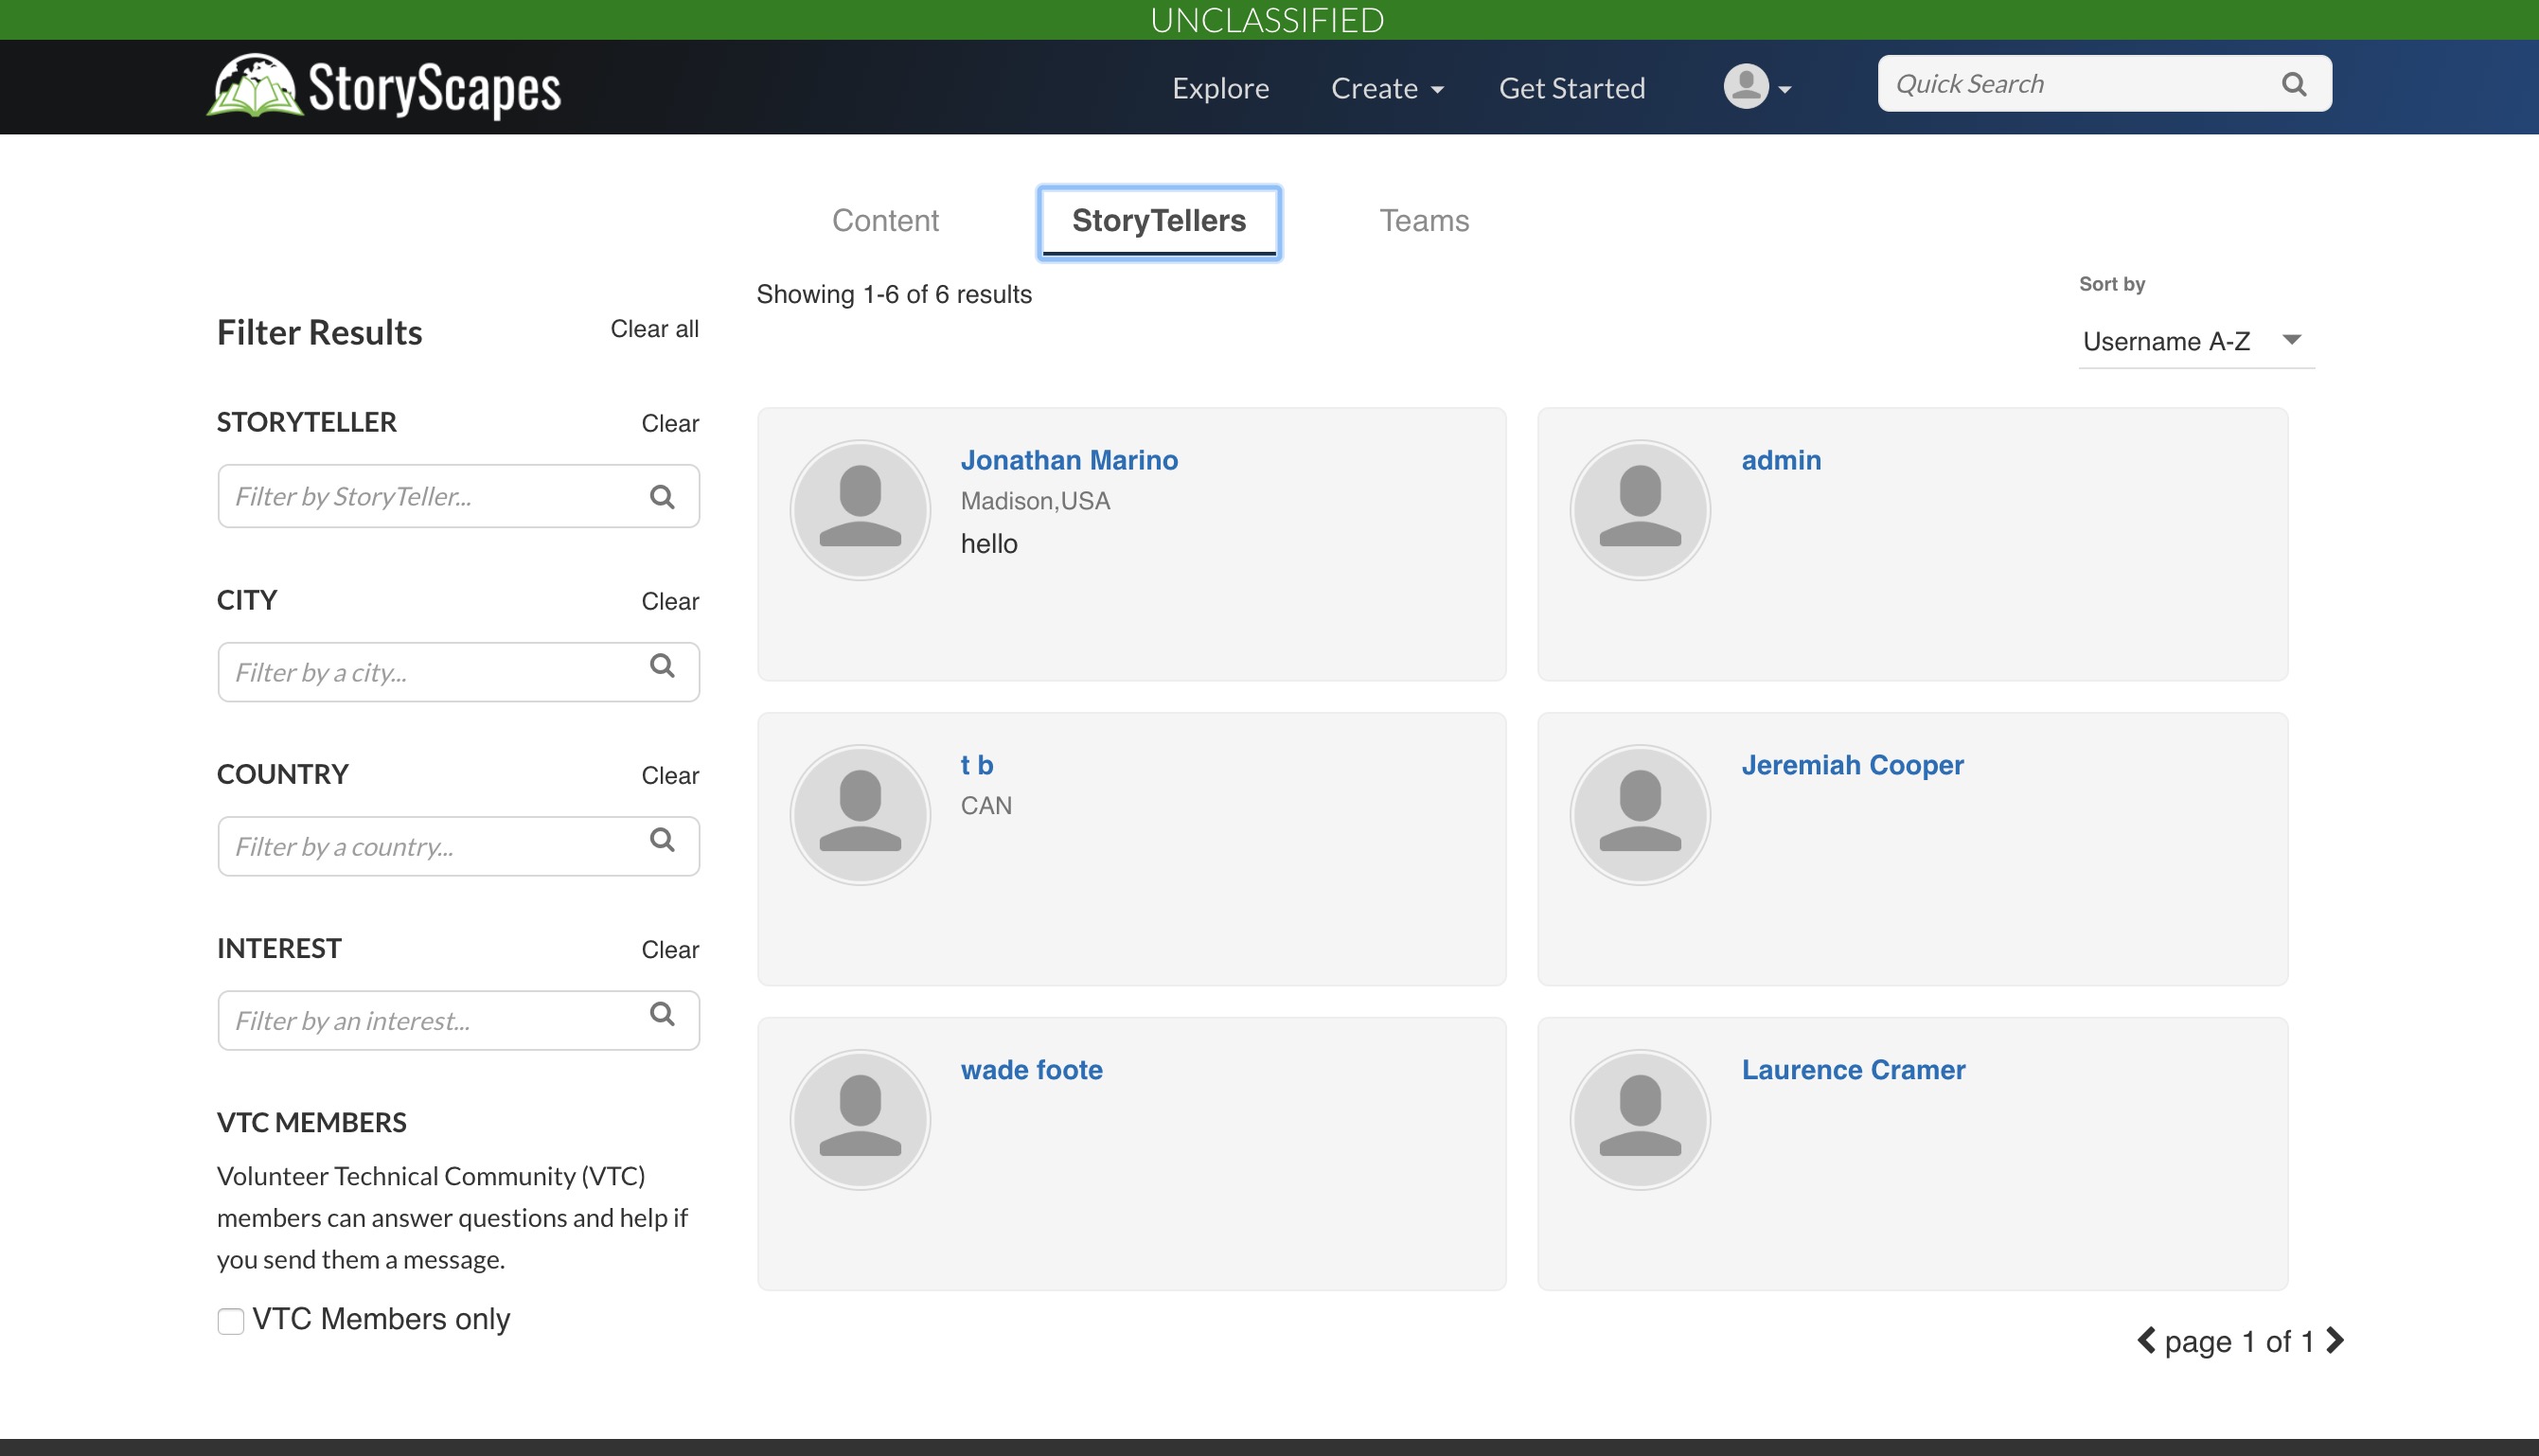 UNCLASSIFIED
StoryScapes
Explore
Create
Get Started
Quick Search
Content
StoryTellers
Teams
Showing 1-6 of 6 results
Sort by
Username A-Z
Filter Results
Clear all
STORYTELLER
Clear
Filter by StoryTeller...
CITY
Clear
Filter by a city...
COUNTRY
Clear
Filter by a country...
INTEREST
Clear
Filter by an interest...
VTC MEMBERS
Volunteer Technical Community (VTC)
members can answer questions and help if
you send them a message.
VTC Members only
Jonathan Marino
Madison,USA
hello
admin
t b
CAN
Jeremiah Cooper
wade foote
Laurence Cramer
page 1 of 1